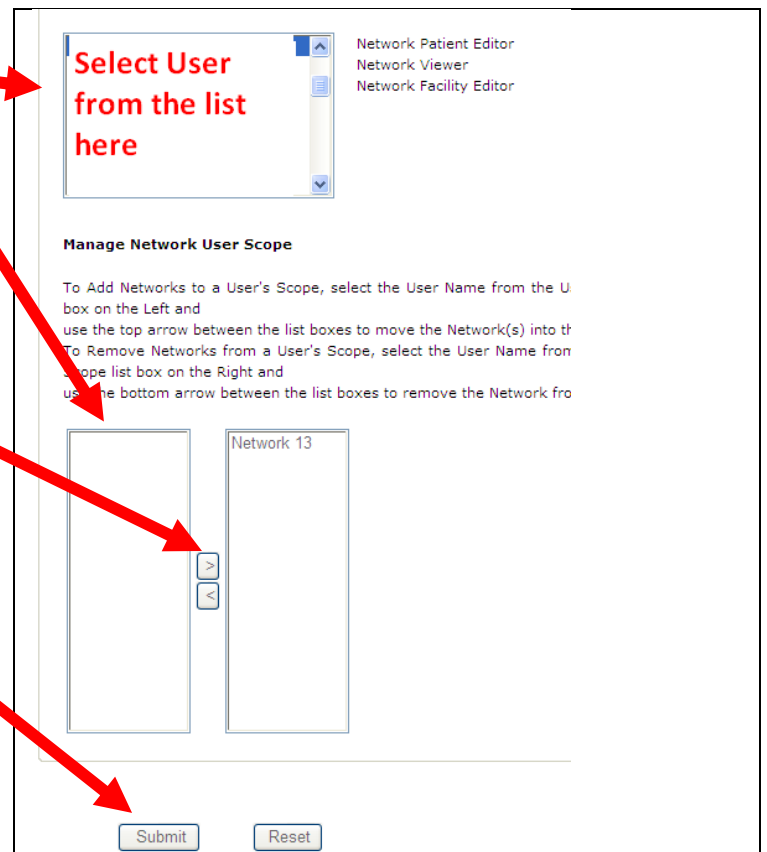 Select User
from the list
here
Network Patient Editor
Network Viewer
Network Facility Editor
Manage Network User Scope
To Add Networks to a User's Scope, select the User Name from the
box on the Left and
use the top arrow between the list boxes to move the Network(s) into
To Remove Networks from a User's Scope, select the User Name from
list box on the Right and
bottom arrow between the list boxes to remove the Network
Network 13
>
<
Submit Reset